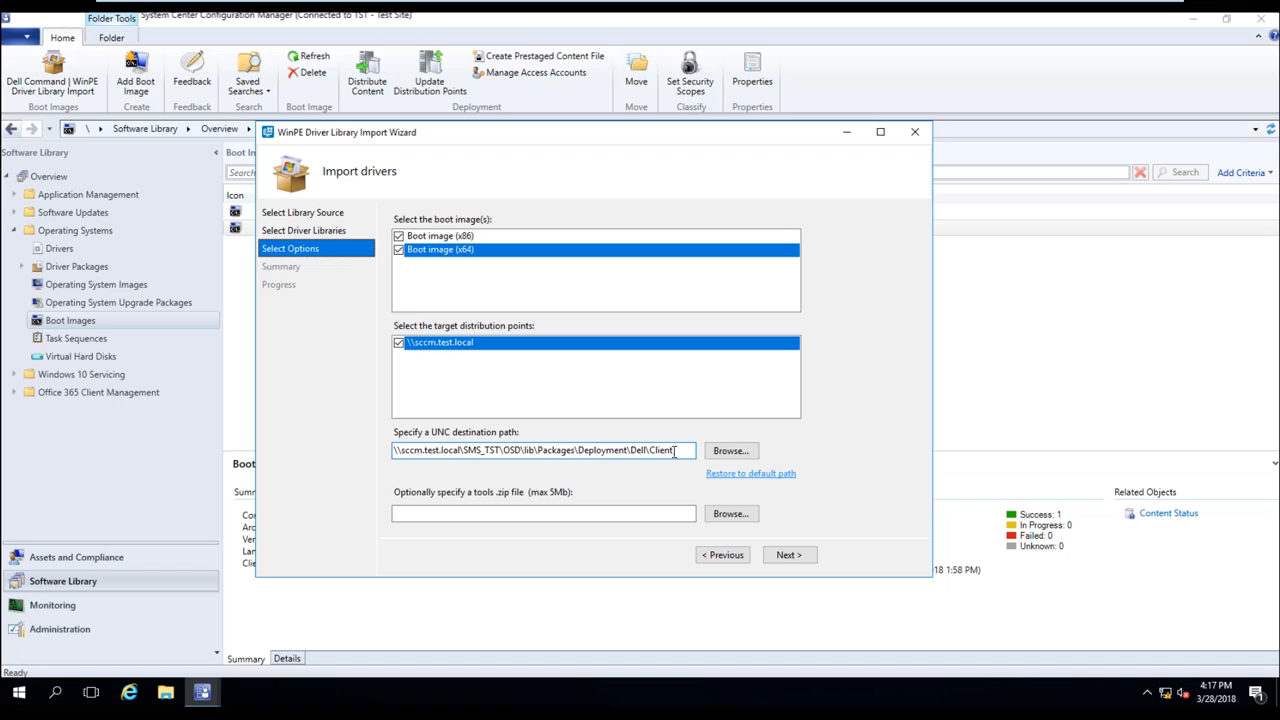 Folder Tools
System Center Configuration Manager (Connected to TST - Test Site)
Home
Folder
Dell Command | WinPE
Driver Library Import
Boot Images
Add Boot
Image
Create
Feedback
Feedback
Saved
Searches
Search
Refresh
Delete
Boot Image
Distribute
Content
Update
Distribution Points
Create Prestaged Content File
Manage Access Accounts
Deployment
Move
Move
Set Security
Scopes
Classify
Properties
Properties
\ Software Library Overview
Software Library
Overview
Application Management
Software Updates
Operating Systems
Drivers
Driver Packages
Operating System Images
Operating System Upgrade Packages
Boot Images
Task Sequences
Virtual Hard Disks
Windows 10 Servicing
Office 365 Client Management
Assets and Compliance
Software Library
Monitoring
Administration
Ready
Search
Add Criteria
Icon
WinPE Driver Library Import Wizard
Import drivers
Select Library Source
Select Driver Libraries
Select Options
Summary
Progress
Select the boot image(s):
Boot image (x86)
Boot image (x64)
Select the target distribution points:
\\sccm.test.local
Specify a UNC destination path:
\\sccm.test.local\SMS_TST\OSD\lib\Packages\Deployment\Dell\Client
Browse...
Restore to default path
Optionally specify a tools .zip file (max 5Mb):
Browse...
< Previous
Next >
Success: 1
In Progress: 0
Failed: 0
Unknown: 0
Related Objects
Content Status
Summary
Details
4:17 PM
3/28/2018